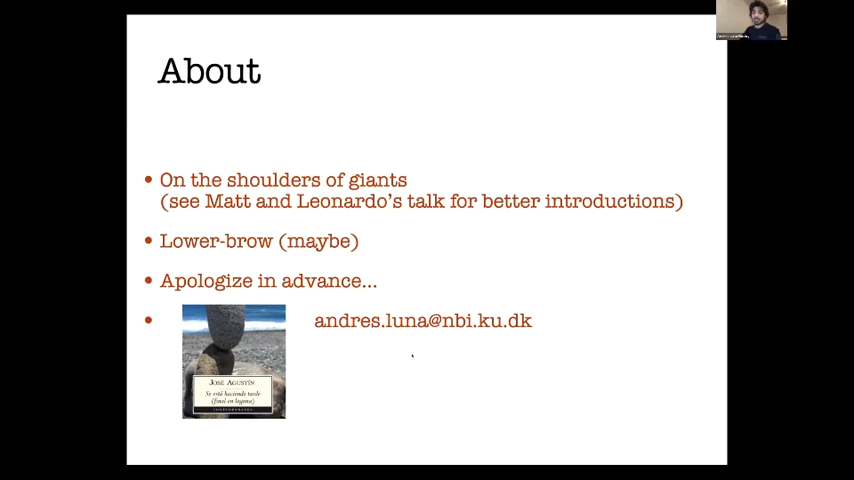 About
• On the shoulders of giants
(see Matt and Leonardo's talk for better introductions)
• Lower-brow (maybe)
• Apologize in advance...
• andres.luna@nbi.ku.dk
JOSÉ AGUSTÍN
Se está haciendo tarde
(final en laguna)